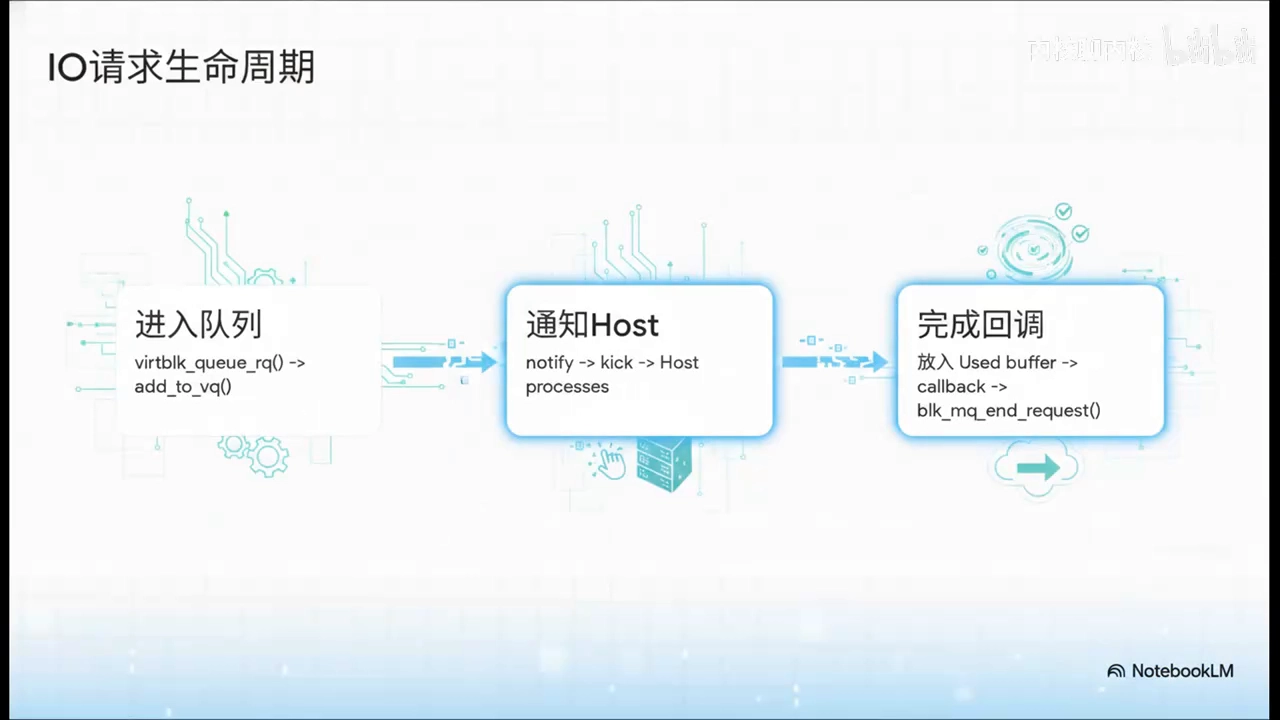 IO请求生命周期
bilibili
进入队列
virtblk_queue_rq() ->
add_to_vq()
通知Host
notify -> kick -> Host
processes
完成回调
放入 Used buffer ->
callback ->
blk_mq_end_request()
NotebookLM